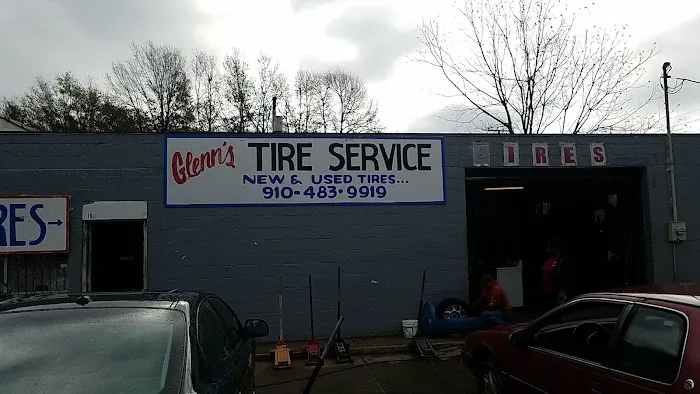 Glenn's TIRE SERVICE
NEW & USED TIRES...
910-483-9919
TIRES
RES→